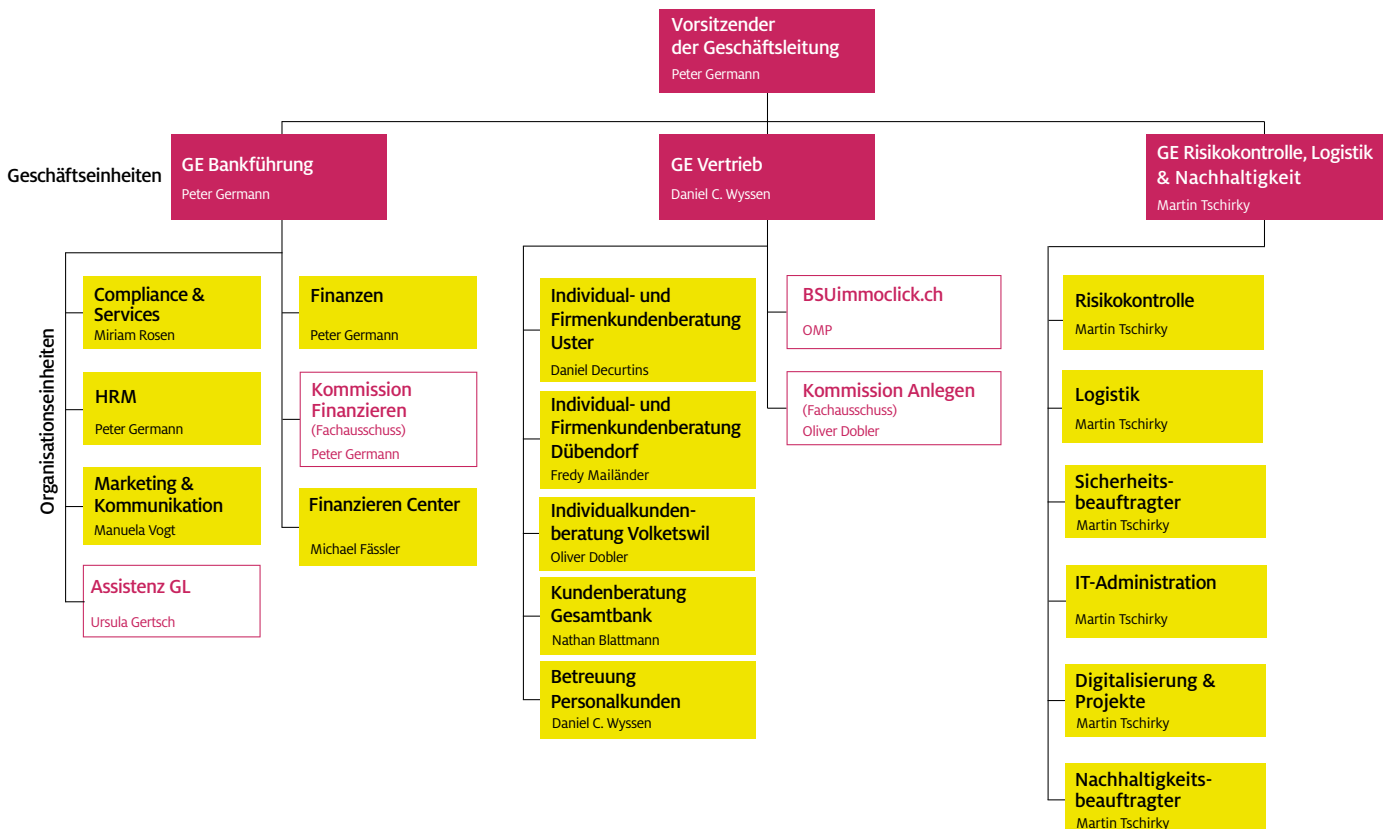 Vorsitzender
der Geschäftsleitung
Peter Germann
Geschäftseinheiten
GE Bankführung
Peter Germann
GE Vertrieb
Daniel C. Wyssen
GE Risikokontrolle, Logistik
& Nachhaltigkeit
Martin Tschirky
Organisationseinheiten
Compliance &
Services
Miriam Rosen
HRM
Peter Germann
Marketing &
Kommunikation
Manuela Vogt
Assistenz GL
Ursula Gertsch
Finanzen
Peter Germann
Kommission
Finanzieren
(Fachausschuss)
Peter Germann
Finanzieren Center
Michael Fässler
Individual- und
Firmenkundenberatung
Uster
Daniel Decurtins
Individual- und
Firmenkundenberatung
Dübendorf
Fredy Mailänder
Individualkunden-
beratung Volketswil
Oliver Dobler
Kundenberatung
Gesamtbank
Nathan Blattmann
Betreuung
Personalkunden
Daniel C. Wyssen
BSUimmoclick.ch
OMP
Kommission Anlegen
(Fachausschuss)
Oliver Dobler
Risikokontrolle
Martin Tschirky
Logistik
Martin Tschirky
Sicherheits-
beauftragter
Martin Tschirky
IT-Administration
Martin Tschirky
Digitalisierung &
Projekte
Martin Tschirky
Nachhaltigkeits-
beauftragter
Martin Tschirky